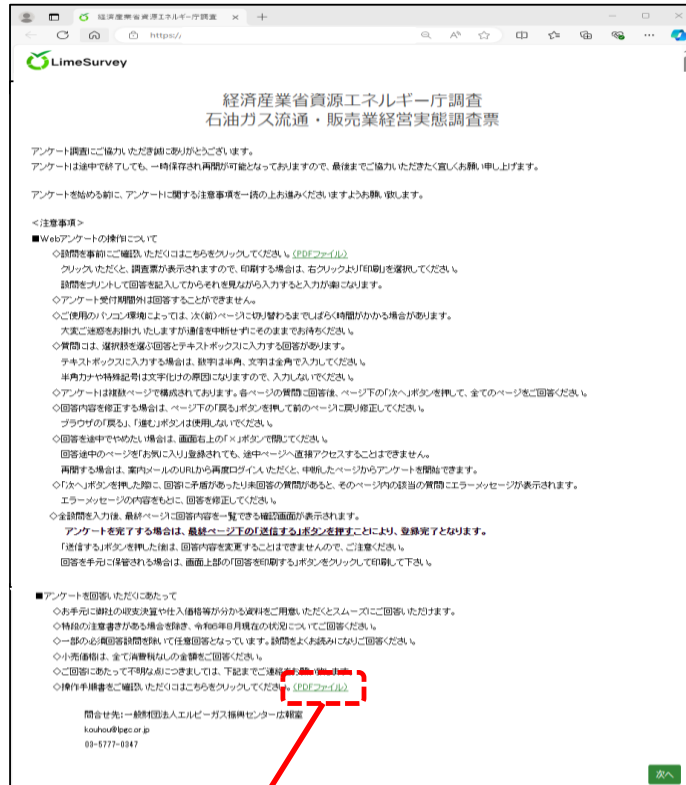 経済産業省資源エネルギー庁調査
https://
LimeSurvey
経済産業省資源エネルギー庁調査
石油ガス流通・販売業経営実態調査票
アンケート調査にご協力いただき誠にありがとうございます。
アンケートは途中で終了しても、一時保存され再開が可能となっておりますので、最後までご協力いただきたく宜しくお願い申し上げます。
アンケートを始める前に、アンケートに関する注意事項を一読の上お進みくださいますようお願い致します。
＜注意事項＞
■Webアンケートの操作について
◇設問を事前にご確認いただくにはこちらをクリックしてください。(PDFファイル)
クリックいただくと、調査票が表示されますので、印刷する場合は、右クリックより「印刷」を選択してください。
設問をプリントして回答を記入してからそれを見ながら入力すると入力が楽になります。
◇アンケート受付期間外は回答することができません。
◇ご使用のパソコン環境によっては、次(前)ページに切り替わるまでしばらく時間がかかる場合があります。
大変ご迷惑をお掛けいたしますが通信を中断せずにそのままでお待ちください。
◇質問には、選択肢を選ぶ回答とテキストボックスに入力する回答があります。
テキストボックスに入力する場合は、数字は半角、文字は全角で入力してください。
半角カナや特殊記号は文字化けの原因になりますので、入力しないでください。
◇アンケートは複数ページで構成されております。各ページの質問に回答後、ページ下の「次へ」ボタンを押して、全てのページをご回答ください。
◇回答内容を修正する場合は、ページ下の「戻る」ボタンを押して前のページに戻り修正してください。
ブラウザの「戻る」、「進む」ボタンは使用しないでください。
◇回答を途中でやめたい場合は、画面右上の「×」ボタンで閉じてください。
回答途中のページを「お気に入り」登録されても、途中ページへ直接アクセスすることはできません。
再開する場合は、案内メールのURLから再度ログインいただくと、中断したページからアンケートを開始できます。
◇「次へ」ボタンを押した際に、回答に矛盾があったり未回答の質問があると、そのページ内の該当の質問にエラーメッセージが表示されます。
エラーメッセージの内容をもとに、回答を修正してください。
◇全設問を入力後、最終ページに回答内容を一覧できる確認画面が表示されます。
アンケートを完了する場合は、最終ページ下の「送信する」ボタンを押すことにより、登録完了となります。
「送信する」ボタンを押した後は、回答内容を変更することはできませんので、ご注意ください。
回答を手元に保管される場合は、画面上部の「回答を印刷する」ボタンをクリックして印刷して下さい。
■アンケートを回答いただくにあたって
◇お手元に御社の収支決算や仕入価格等が分かる資料をご用意いただくとスムーズにご回答いただけます。
◇特段の注意書きがある場合を除き、令和6年8月現在の状況についてご回答ください。
◇一部の必須回答設問を除いて任意回答となっています。設問をよくお読みになりご回答ください。
◇小売価格は、全て消費税なしの金額をご回答ください。
◇ご回答にあたって不明な点につきましては、下記までご連絡をお願い致します。
◇操作手順書をご確認いただくにはこちらをクリックしてください。(PDFファイル)
問合せ先：一般財団法人エルピーガス振興センター広報室
kouhou@lpgc.or.jp
03-5777-0347
次へ